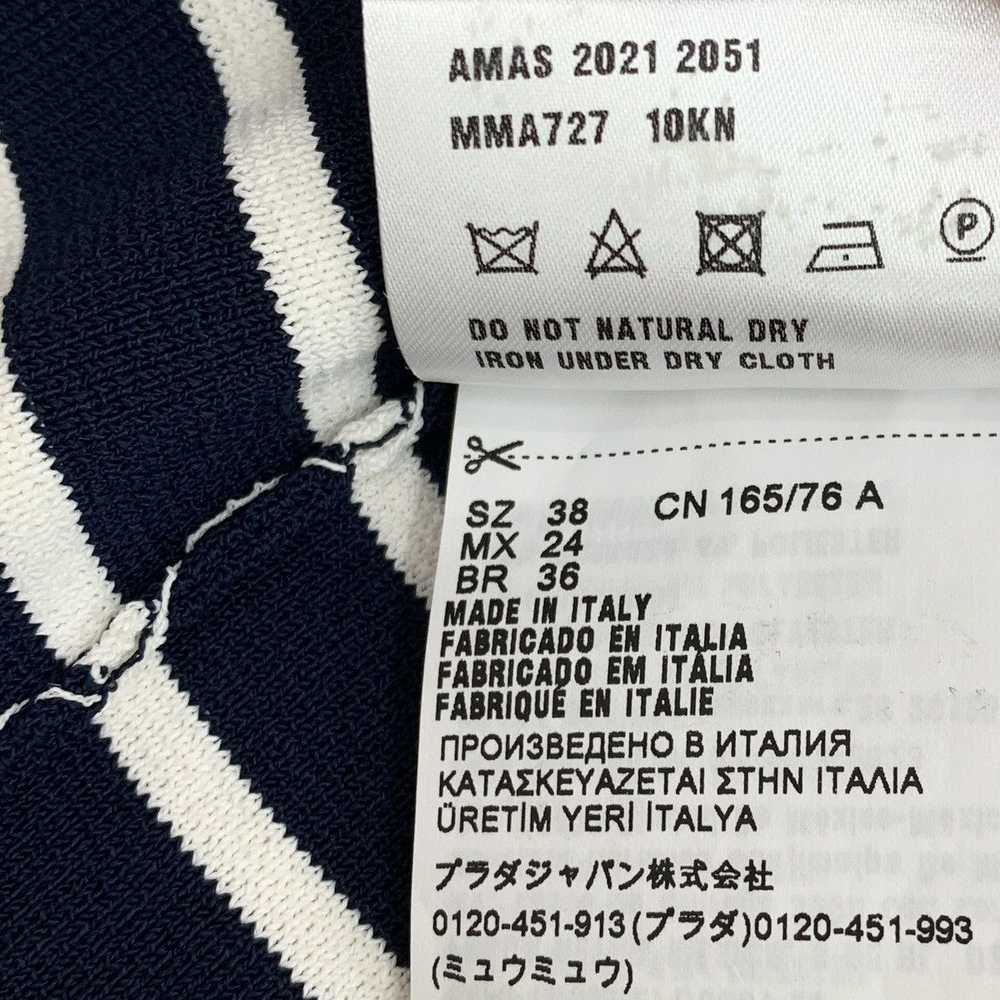 AMAS 2021 2051
MMA727 10KN
P
DO NOT NATURAL DRY
IRON UNDER DRY CLOTH
SZ 38 CN 165/76 A
MX 24
BR 36
MADE IN ITALY
FABRICADO EN ITALIA
FABRICADO EM ITÁLIA
FABRIQUÉ EN ITALIE
ПРОИЗВЕДЕНО В ИТАЛИЯ
ΚΑΤΑΣΚΕΥΑΖΕΤΑΙ ΣΤΗΝ ΙΤΑΛΙΑ
ÜRETİM YERİ İTALYA
プラダジャパン株式会社
0120-451-913(プラダ)0120-451-993
(ミュウミュウ)